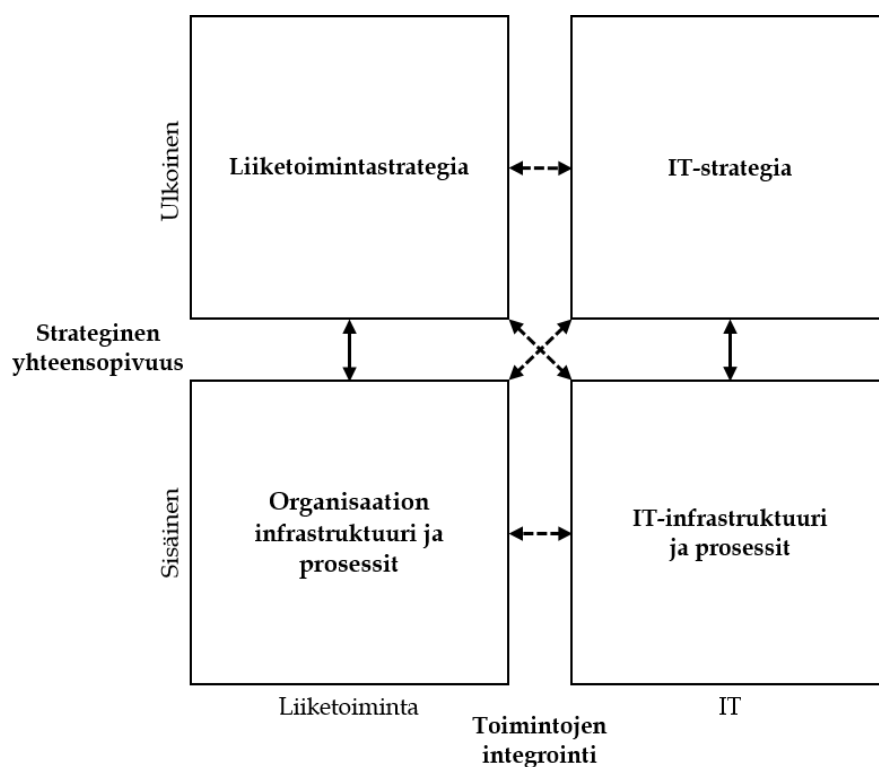 Ulkoinen
Liiketoimintastrategia
IT-strategia
Strateginen
yhteensopivuus
Sisäinen
Organisaation
infrastruktuuri ja
prosessit
IT-infrastruktuuri
ja prosessit
Liiketoiminta
IT
Toimintojen
integrointi